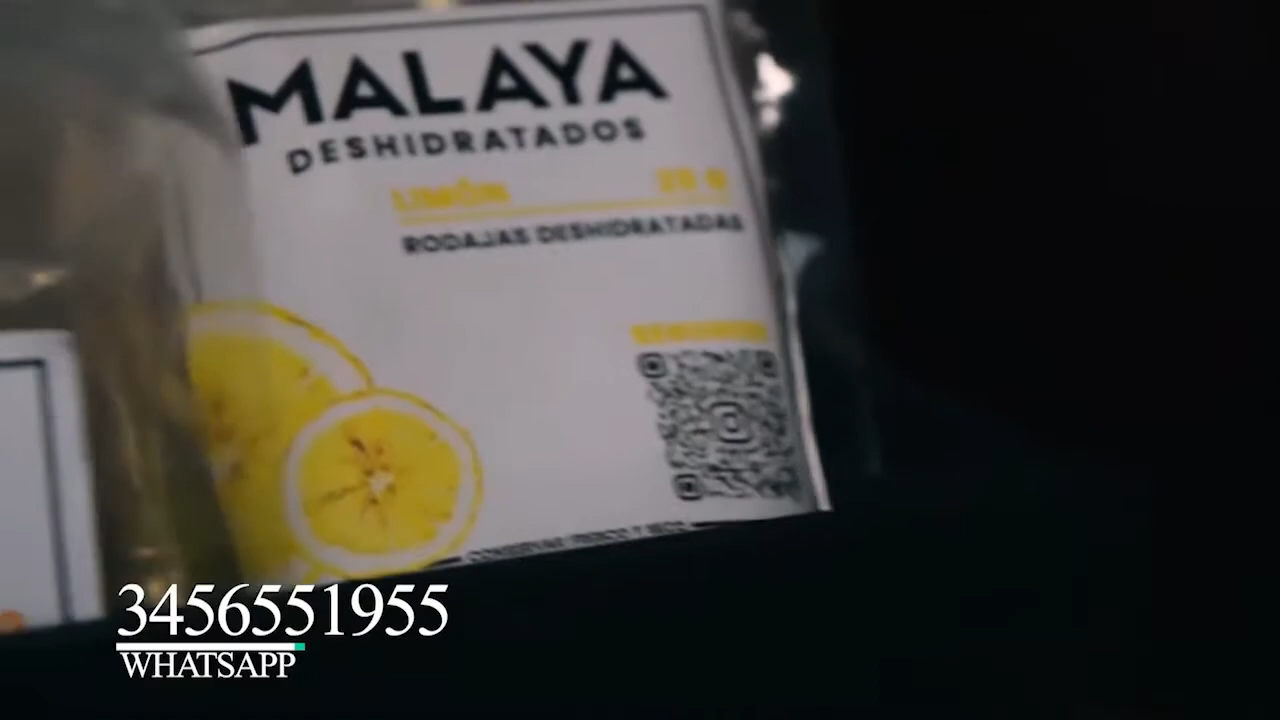 MALAYA
DESHIDRATADOS
LIMÓN
RODAJAS DESHIDRATADAS
3456551955
WHATSAPP